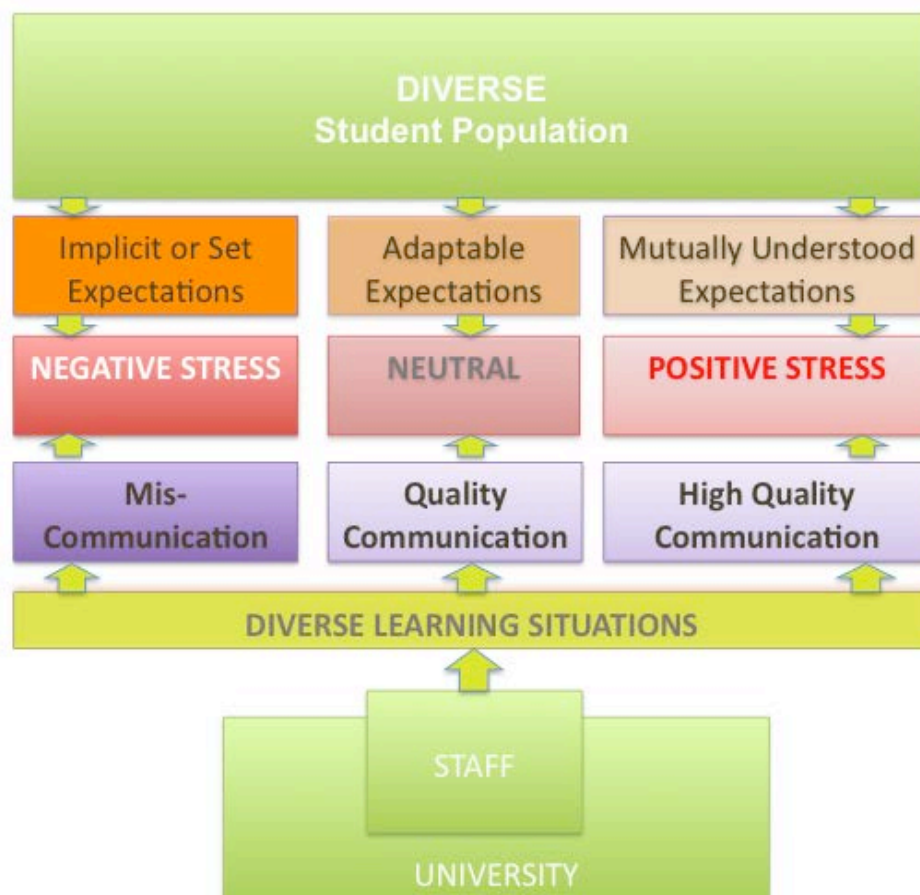 DIVERSE
Student Population
Implicit or Set
Expectations
Adaptable
Expectations
Mutually Understood
Expectations
NEGATIVE STRESS
NEUTRAL
POSITIVE STRESS
Mis-
Communication
Quality
Communication
High Quality
Communication
DIVERSE LEARNING SITUATIONS
STAFF
UNIVERSITY